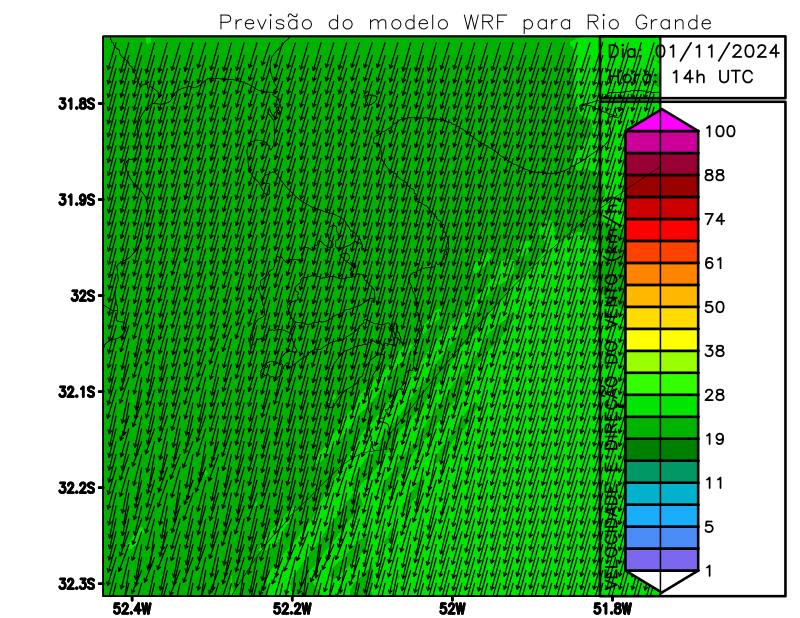 Previsão do modelo WRF para Rio Grande
Dia: 01/11/2024
Hora: 14h UTC
31.8S
31.9S
32S
32.1S
32.2S
32.3S
52.4W
52.2W
52W
51.8W
VELOCIDADE E DIREÇÃO DO VENTO (km/h)
100
88
74
61
50
38
28
19
11
5
1